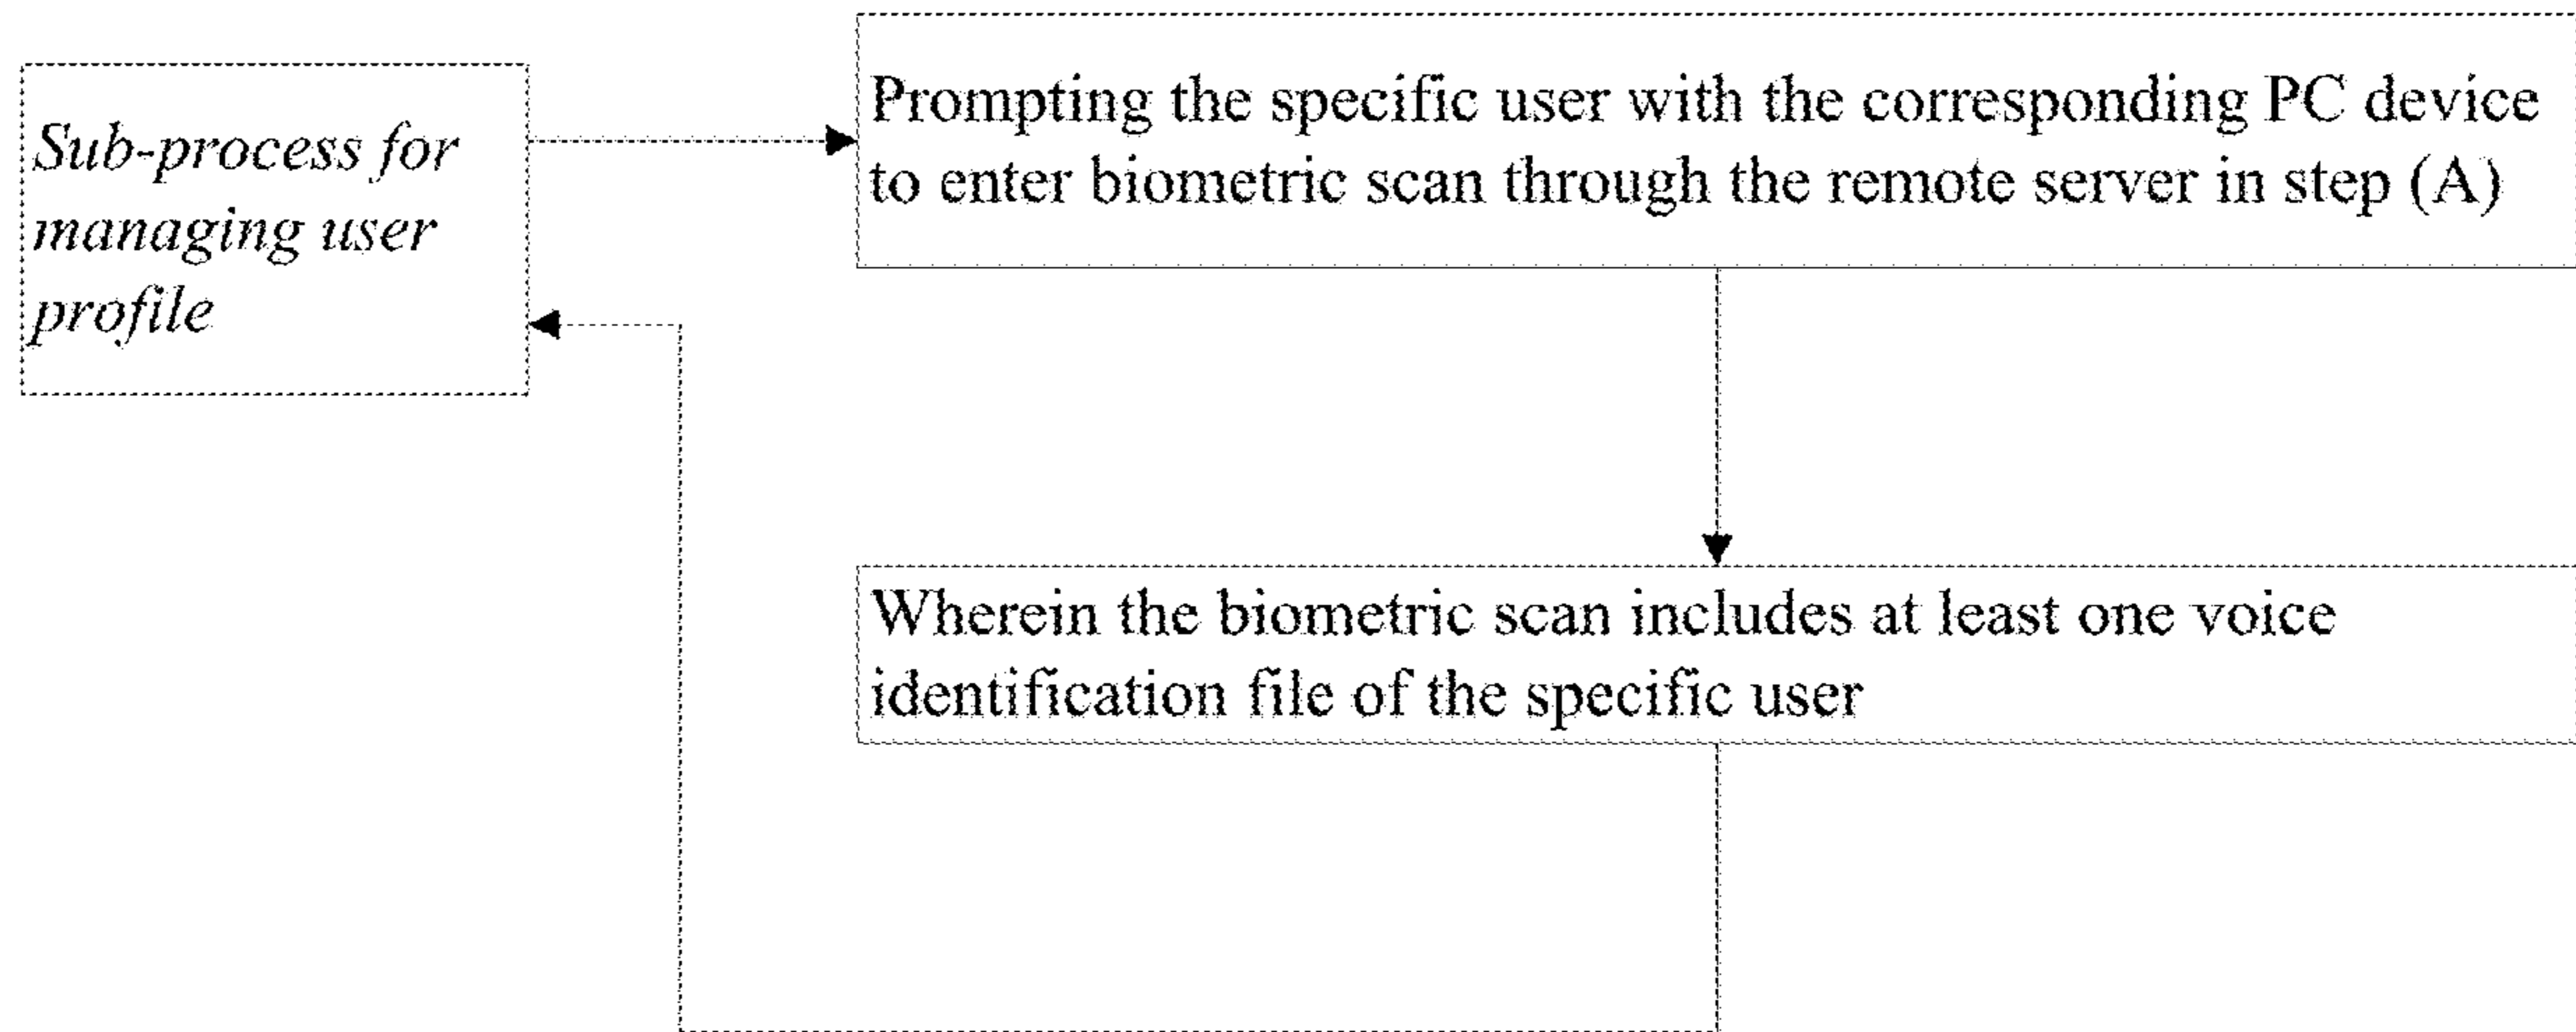 Sub-process for
managing user
profile
Prompting the specific user with the corresponding PC device
to enter biometric scan through the remote server in step (A)
Wherein the biometric scan includes at least one voice
identification file of the specific user